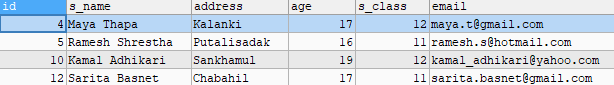 id s_name address age s_class email
4 Maya Thapa Kalanki 17 12 maya.t@gmail.com
5 Ramesh Shrestha Putalisadak 16 11 ramesh.s@hotmail.com
10 Kamal Adhikari Sankhamul 19 12 kamal_adhikari@yahoo.com
12 Sarita Basnet Chabahil 17 11 sarita.basnet@gmail.com